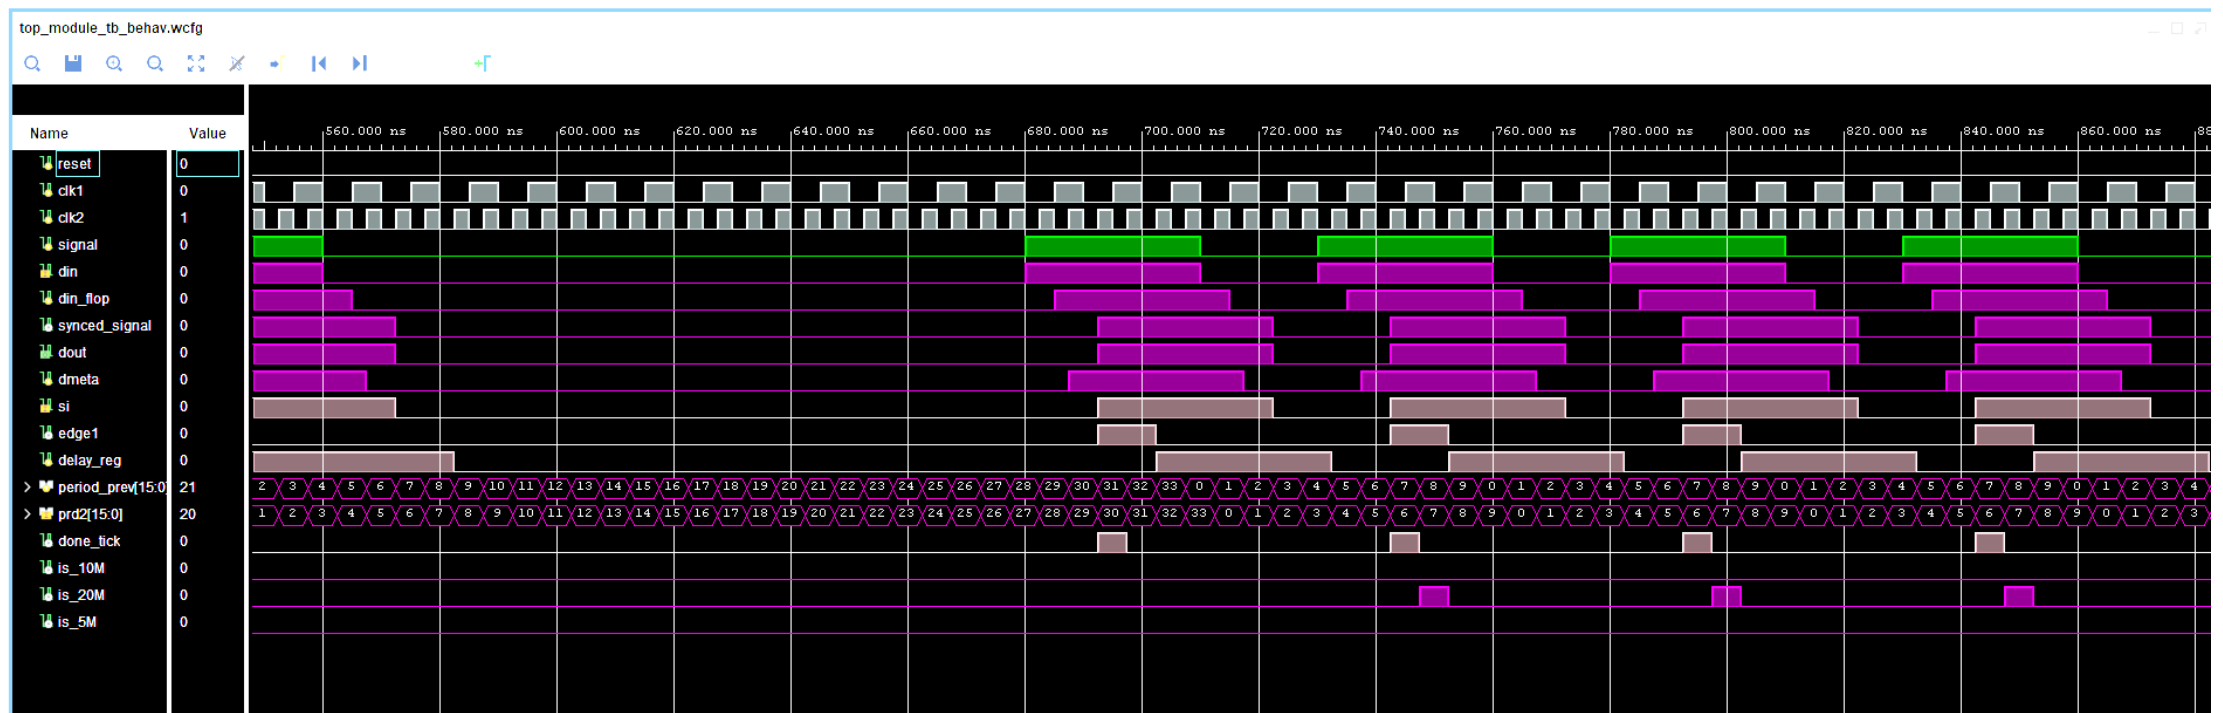 top_module_tb_behav.wcfg
Name Value 560.000 ns 580.000 ns 600.000 ns 620.000 ns 640.000 ns 660.000 ns 680.000 ns 700.000 ns 720.000 ns 740.000 ns 760.000 ns 780.000 ns 800.000 ns 820.000 ns 840.000 ns 860.000 ns 88
reset 0
clk1 0
clk2 1
signal 0
din 0
din_flop 0
synced_signal 0
dout 0
dmeta 0
si 0
edge1 0
delay_reg 0
period_prev[15:0 21 2 3 4 5 6 7 8 9 10 11 12 13 14 15 16 17 18 19 20 21 22 23 24 25 26 27 28 29 30 31 32 33 0 1 2 3 4 5 6 7 8 9 0 1 2 3 4 5 6 7 8 9 0 1 2 3 4 5 6 7 8 9 0 1 2 3 4
prd2[15:0] 20 1 2 3 4 5 6 7 8 9 10 11 12 13 14 15 16 17 18 19 20 21 22 23 24 25 26 27 28 29 30 31 32 33 0 1 2 3 4 5 6 7 8 9 0 1 2 3 4 5 6 7 8 9 0 1 2 3 4 5 6 7 8 9 0 1 2 3
done_tick 0
is_10M 0
is_20M 0
is_5M 0